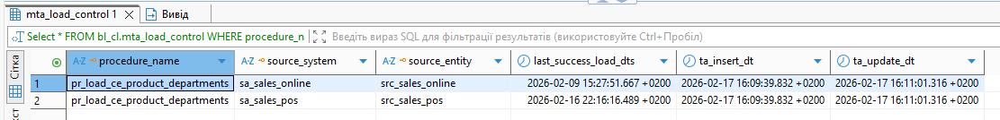 mta_load_control 1 Вивід
Select * FROM bl_cl.mta_load_control WHERE procedure_n Введіть вираз SQL для фільтрації результатів (використовуйте Ctrl+Пробіл)
Сітка
A-Z procedure_name A-Z source_system A-Z source_entity last_success_load_dts ta_insert_dt ta_update_dt
1 pr_load_ce_product_departments sa_sales_online src_sales_online 2026-02-09 15:27:51.667 +0200 2026-02-17 16:09:39.832 +0200 2026-02-17 16:11:01.316 +0200
2 pr_load_ce_product_departments sa_sales_pos src_sales_pos 2026-02-16 22:16:16.489 +0200 2026-02-17 16:09:39.832 +0200 2026-02-17 16:11:01.316 +0200